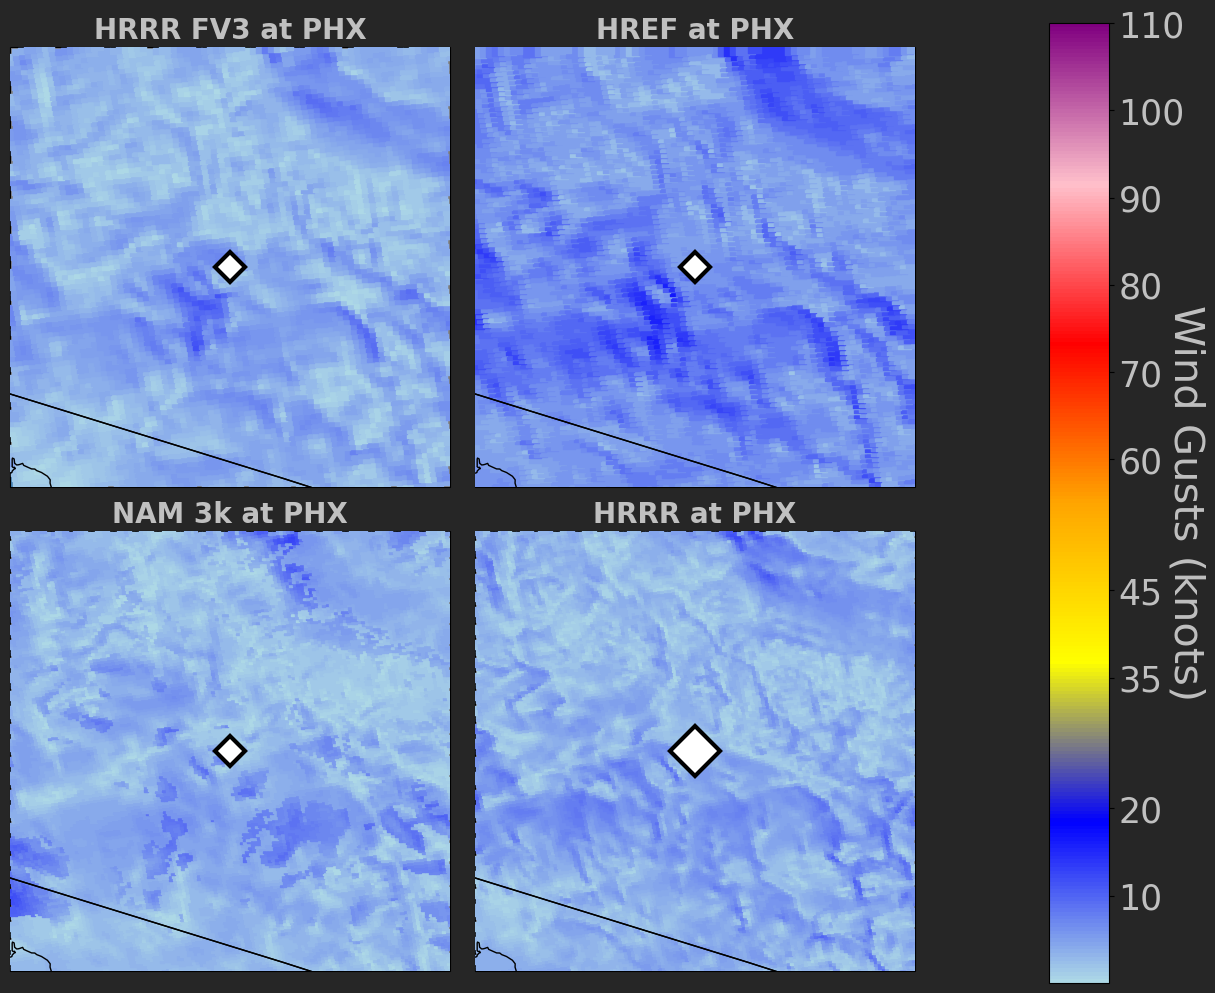 HRRR FV3 at PHX
HREF at PHX
NAM 3k at PHX
HRRR at PHX
110
100
90
80
70
60
45
35
20
10
Wind Gusts (knots)